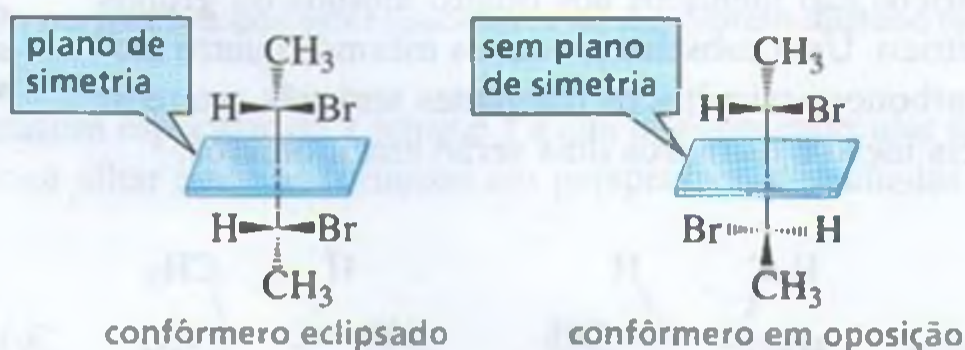 plano de
simetria
CH₃
H Br
H Br
CH₃
confórmero eclipsado
sem plano
de simetria
CH₃
H Br
Br H
CH₃
confôrmero em oposição